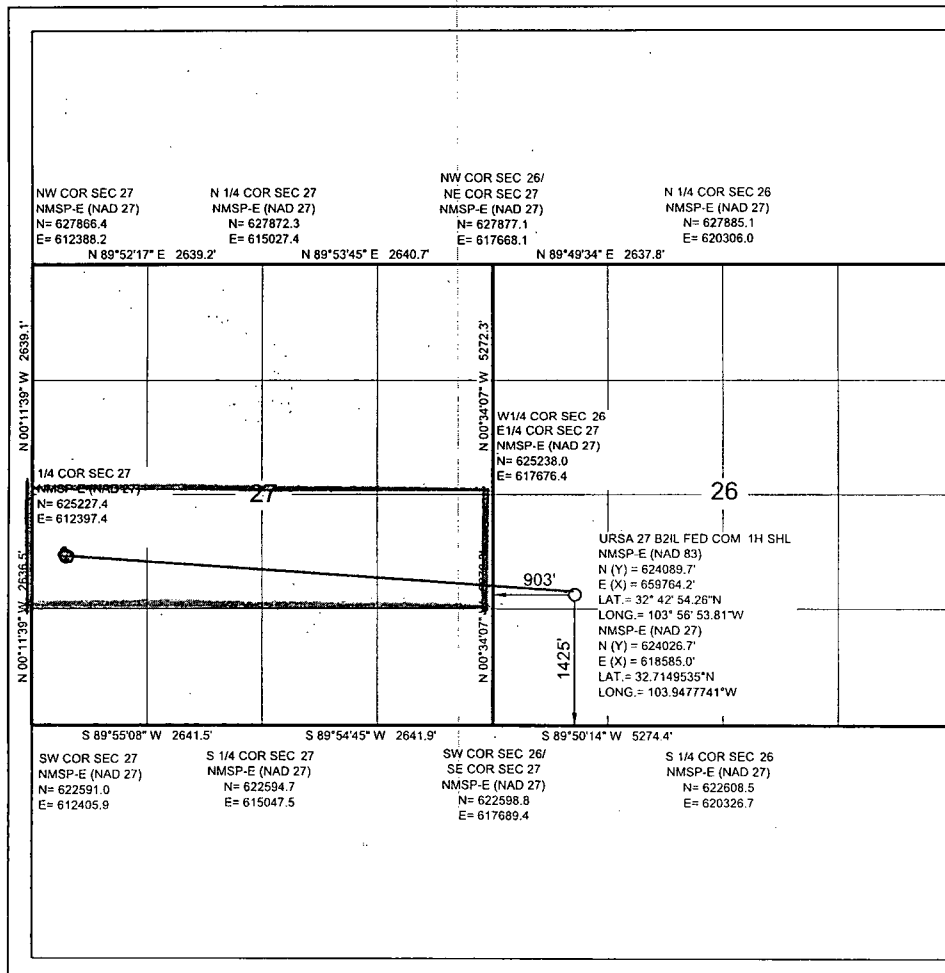 NW COR SEC 27
NMSP-E (NAD 27)
N= 627866.4
E= 612388.2
N 1/4 COR SEC 27
NMSP-E (NAD 27)
N= 627872.3
E= 615027.4
NW COR SEC 26/
NE COR SEC 27
NMSP-E (NAD 27)
N= 627877.1
E= 617668.1
N 1/4 COR SEC 26
NMSP-E (NAD 27)
N= 627885.1
E= 620306.0
N 89°52'17" E 2639.2'
N 89°53'45" E 2640.7'
N 89°49'34" E 2637.8'
N 00°11'39" W 2639.1'
N 00°34'07" W 5272.3'
W1/4 COR SEC 26
E1/4 COR SEC 27
NMSP-E (NAD 27)
N= 625238.0
E= 617676.4
1/4 COR SEC 27
NMSP-E (NAD 27)
N= 625227.4
E= 612397.4
27
26
URSA 27 B2IL FED COM 1H SHL
NMSP-E (NAD 83)
N (Y) = 624089.7'
E (X) = 659764.2'
LAT.= 32° 42' 54.26"N
LONG.= 103° 56' 53.81"W
NMSP-E (NAD 27)
N (Y) = 624026.7'
E (X) = 618585.0'
LAT.= 32.7149535°N
LONG.= 103.9477741°W
903'
1425'
N 00°11'39" W 2636.5'
N 00°34'07" W
S 89°55'08" W 2641.5'
S 89°54'45" W 2641.9'
S 89°50'14" W 5274.4'
SW COR SEC 27
NMSP-E (NAD 27)
N= 622591.0
E= 612405.9
S 1/4 COR SEC 27
NMSP-E (NAD 27)
N= 622594.7
E= 615047.5
SW COR SEC 26/
SE COR SEC 27
NMSP-E (NAD 27)
N= 622598.8
E= 617689.4
S 1/4 COR SEC 26
NMSP-E (NAD 27)
N= 622608.5
E= 620326.7